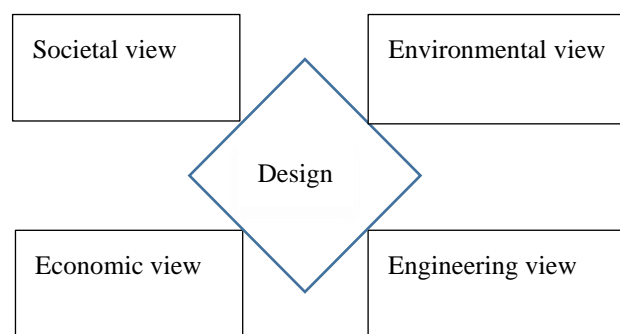 Societal view
Environmental view
Design
Economic view
Engineering view